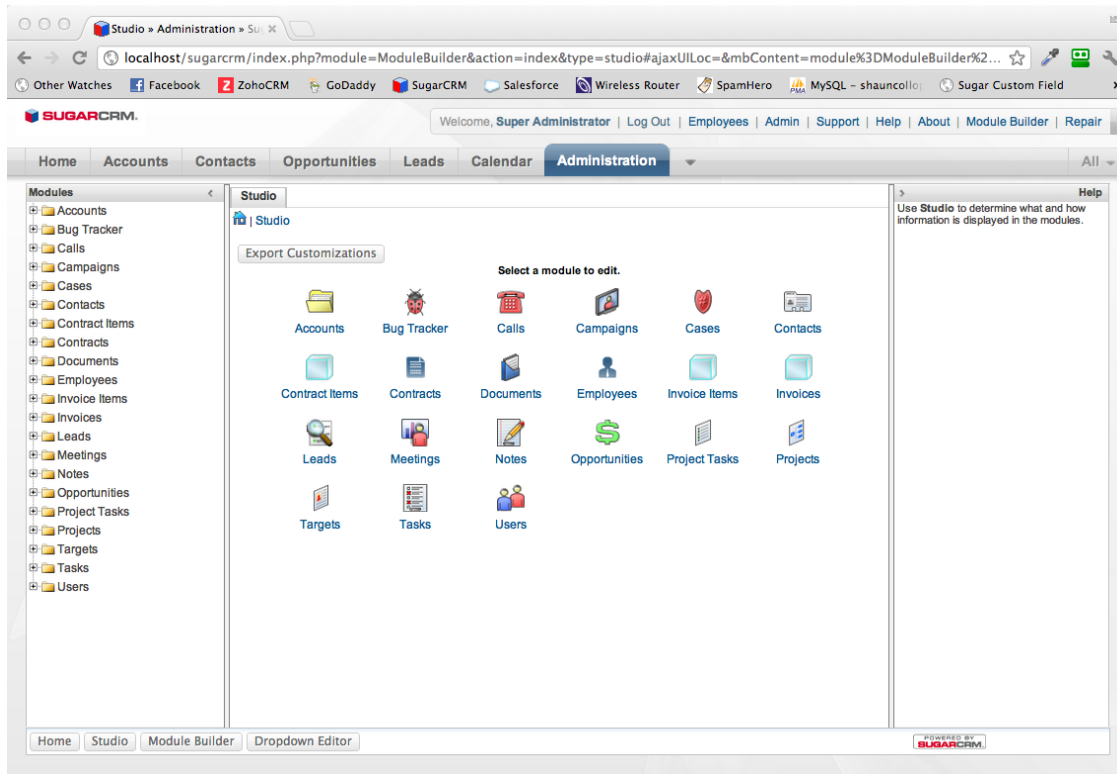 Studio » Administration » Su
localhost/sugarcrm/index.php?module=ModuleBuilder&action=index&type=studio#ajaxUILoc=&mbContent=module%3DModuleBuilder%2...
Other Watches Facebook ZohoCRM GoDaddy SugarCRM Salesforce Wireless Router SpamHero MySQL – shauncollo Sugar Custom Field
SUGARCRM. Welcome, Super Administrator | Log Out | Employees | Admin | Support | Help | About | Module Builder | Repair
Home Accounts Contacts Opportunities Leads Calendar Administration All
Modules
Accounts
Bug Tracker
Calls
Campaigns
Cases
Contacts
Contract Items
Contracts
Documents
Employees
Invoice Items
Invoices
Leads
Meetings
Notes
Opportunities
Project Tasks
Projects
Targets
Tasks
Users
Studio
| Studio
Export Customizations
Select a module to edit.
Accounts Bug Tracker Calls Campaigns Cases Contacts
Contract Items Contracts Documents Employees Invoice Items Invoices
Leads Meetings Notes Opportunities Project Tasks Projects
Targets Tasks Users
Help
Use Studio to determine what and how
information is displayed in the modules.
Home Studio Module Builder Dropdown Editor
POWERED BY
SUGARCRM.